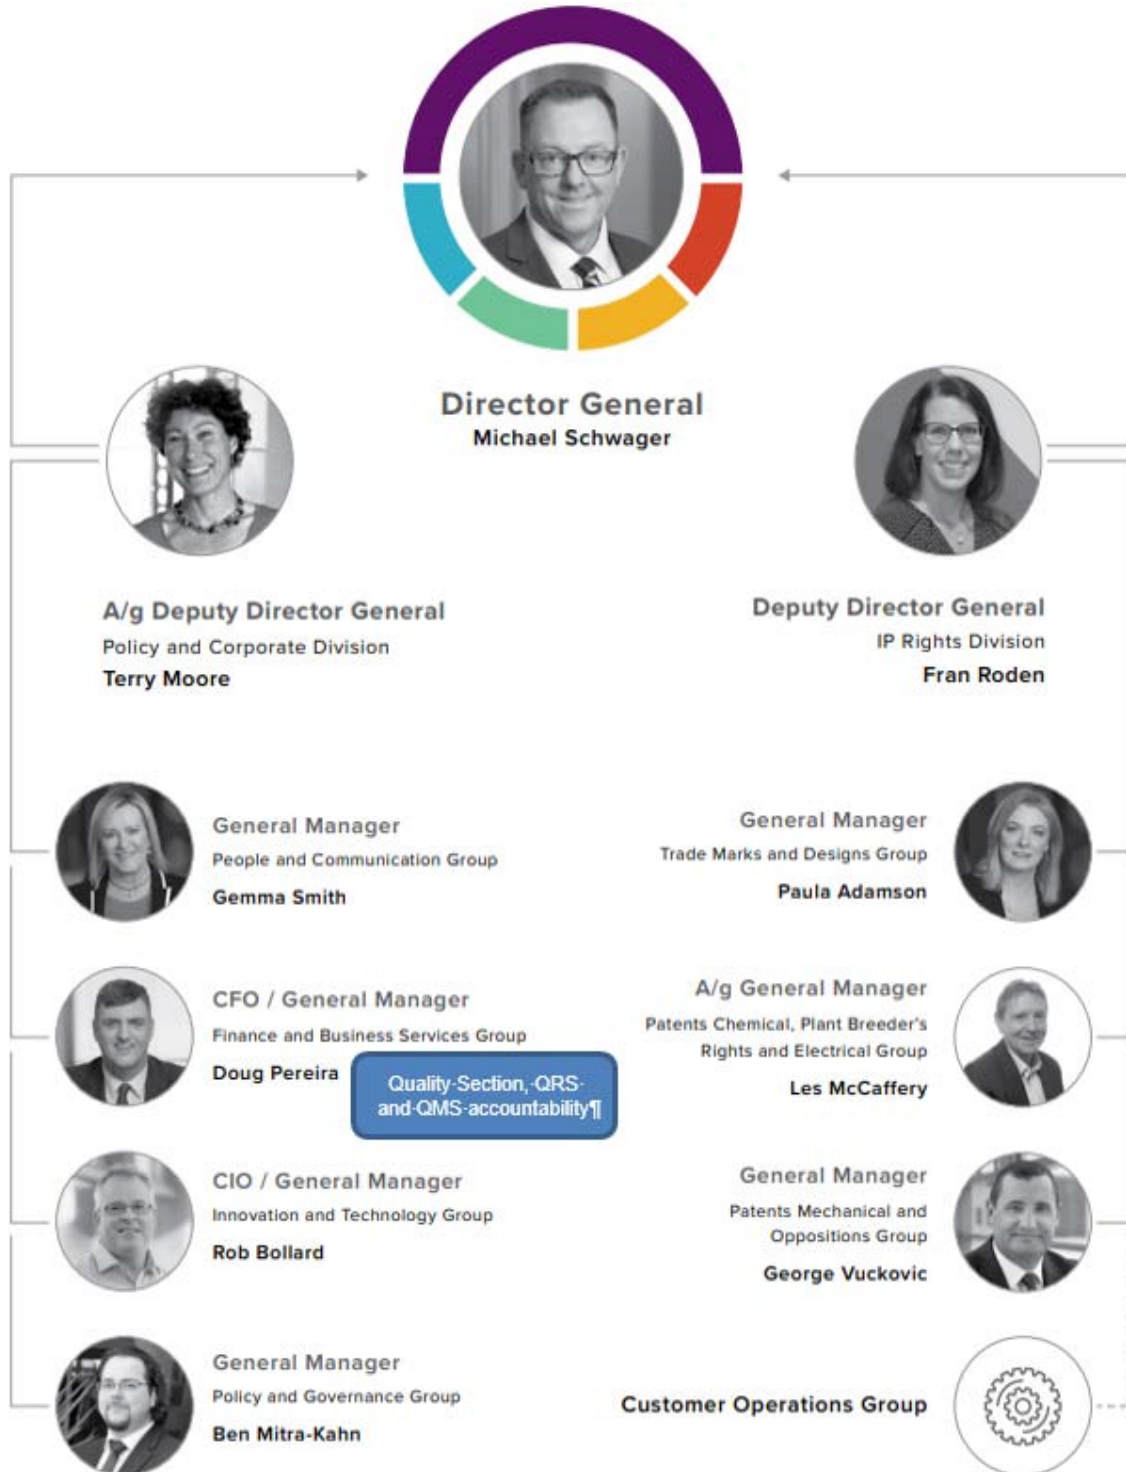 Director General
Michael Schwager
A/g Deputy Director General
Policy and Corporate Division
Terry Moore
Deputy Director General
IP Rights Division
Fran Roden
General Manager
People and Communication Group
Gemma Smith
General Manager
Trade Marks and Designs Group
Paula Adamson
CFO / General Manager
Finance and Business Services Group
Doug Pereira
Quality·Section,·QRS·
and·QMS·accountability¶
A/g General Manager
Patents Chemical, Plant Breeder's
Rights and Electrical Group
Les McCaffery
CIO / General Manager
Innovation and Technology Group
Rob Bollard
General Manager
Patents Mechanical and
Oppositions Group
George Vuckovic
General Manager
Policy and Governance Group
Ben Mitra-Kahn
Customer Operations Group